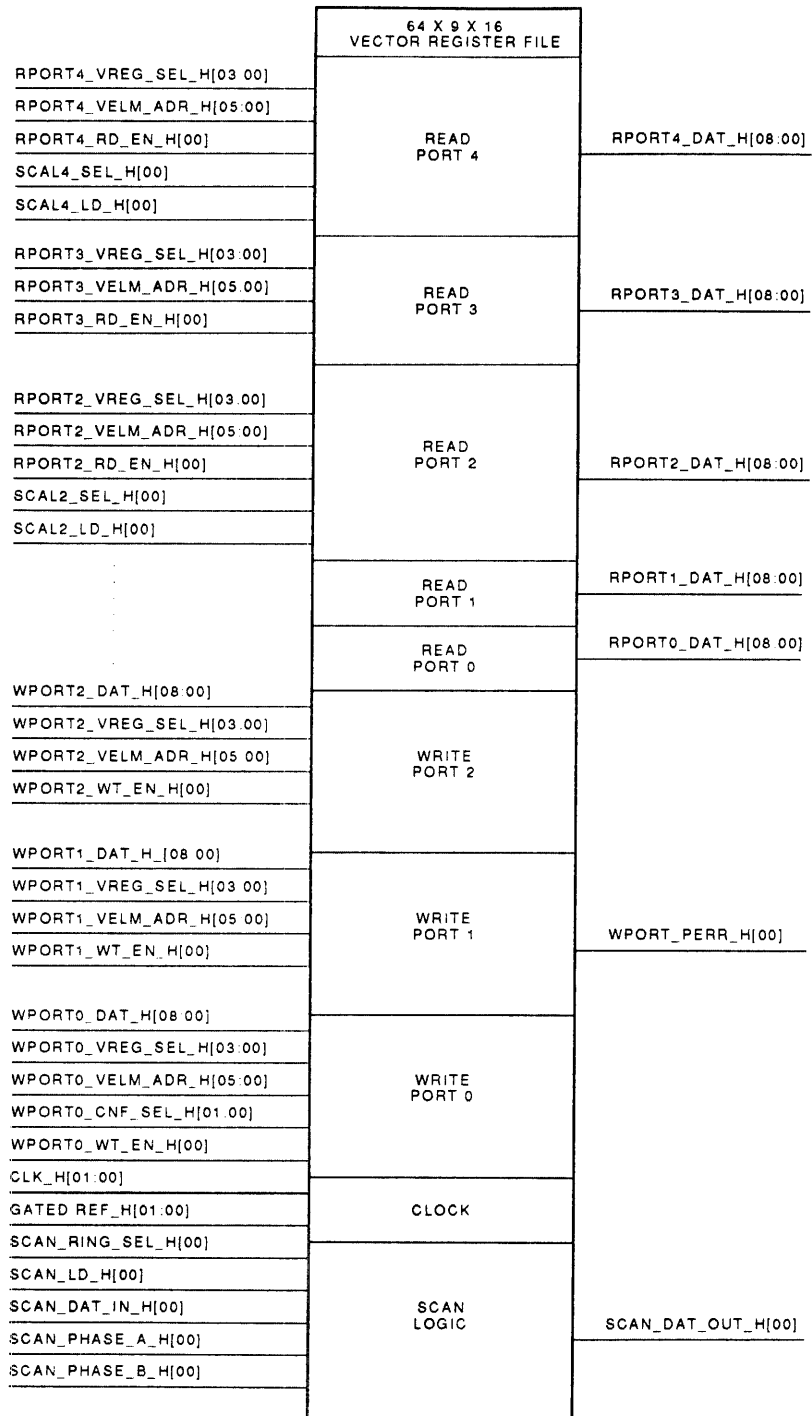 64 X 9 X 16
VECTOR REGISTER FILE
RPORT4_VREG_SEL_H[03 00]
RPORT4_VELM_ADR_H[05:00]
RPORT4_RD_EN_H[00]
SCAL4_SEL_H[00]
SCAL4_LD_H[00]
READ
PORT 4
RPORT4_DAT_H[08:00]
RPORT3_VREG_SEL_H[03:00]
RPORT3_VELM_ADR_H[05.00]
RPORT3_RD_EN_H[00]
READ
PORT 3
RPORT3_DAT_H[08:00]
RPORT2_VREG_SEL_H[03.00]
RPORT2_VELM_ADR_H[05:00]
RPORT2_RD_EN_H[00]
SCAL2_SEL_H[00]
SCAL2_LD_H[00]
READ
PORT 2
RPORT2_DAT_H[08:00]
READ
PORT 1
RPORT1_DAT_H[08:00]
READ
PORT 0
RPORT0_DAT_H[08.00]
WPORT2_DAT_H[08:00]
WPORT2_VREG_SEL_H[03.00]
WPORT2_VELM_ADR_H[05 00]
WPORT2_WT_EN_H[00]
WRITE
PORT 2
WPORT1_DAT_H_[08 00]
WPORT1_VREG_SEL_H[03 00]
WPORT1_VELM_ADR_H[05 00]
WPORT1_WT_EN_H[00]
WRITE
PORT 1
WPORT_PERR_H[00]
WPORT0_DAT_H[08 00]
WPORT0_VREG_SEL_H[03:00]
WPORT0_VELM_ADR_H[05:00]
WPORT0_CNF_SEL_H[01.00]
WPORT0_WT_EN_H[00]
WRITE
PORT 0
CLK_H[01:00]
GATED REF_H[01:00]
CLOCK
SCAN_RING_SEL_H[00]
SCAN_LD_H[00]
SCAN_DAT_IN_H[00]
SCAN_PHASE_A_H[00]
SCAN_PHASE_B_H[00]
SCAN
LOGIC
SCAN_DAT_OUT_H[00]